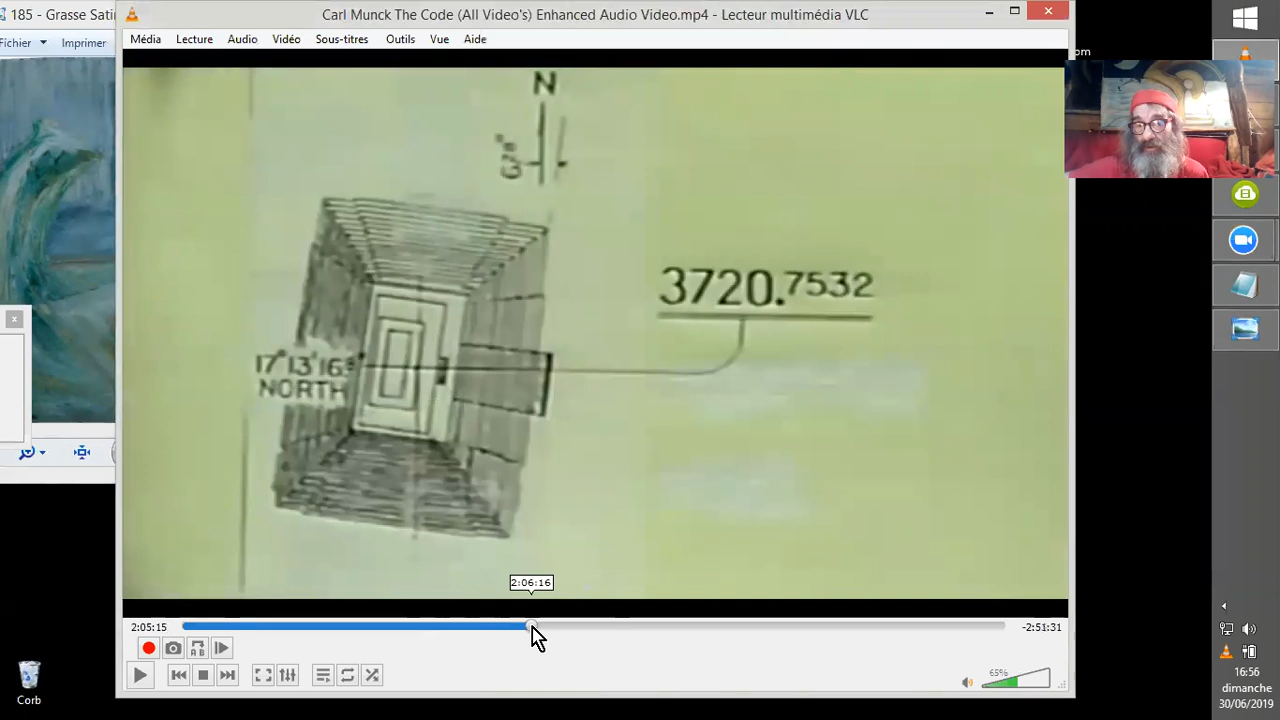 185 - Grasse Sati
Carl Munck The Code (All Video's) Enhanced Audio Video.mp4 - Lecteur multimédia VLC
Fichier
Imprimer
Média Lecture Audio Vidéo Sous-titres Outils Vue Aide
om
N
3720.7532
NORTH
2:06:16
2:05:15
-2:51:31
A B
65%
Corb
16:56
dimanche
30/06/2019